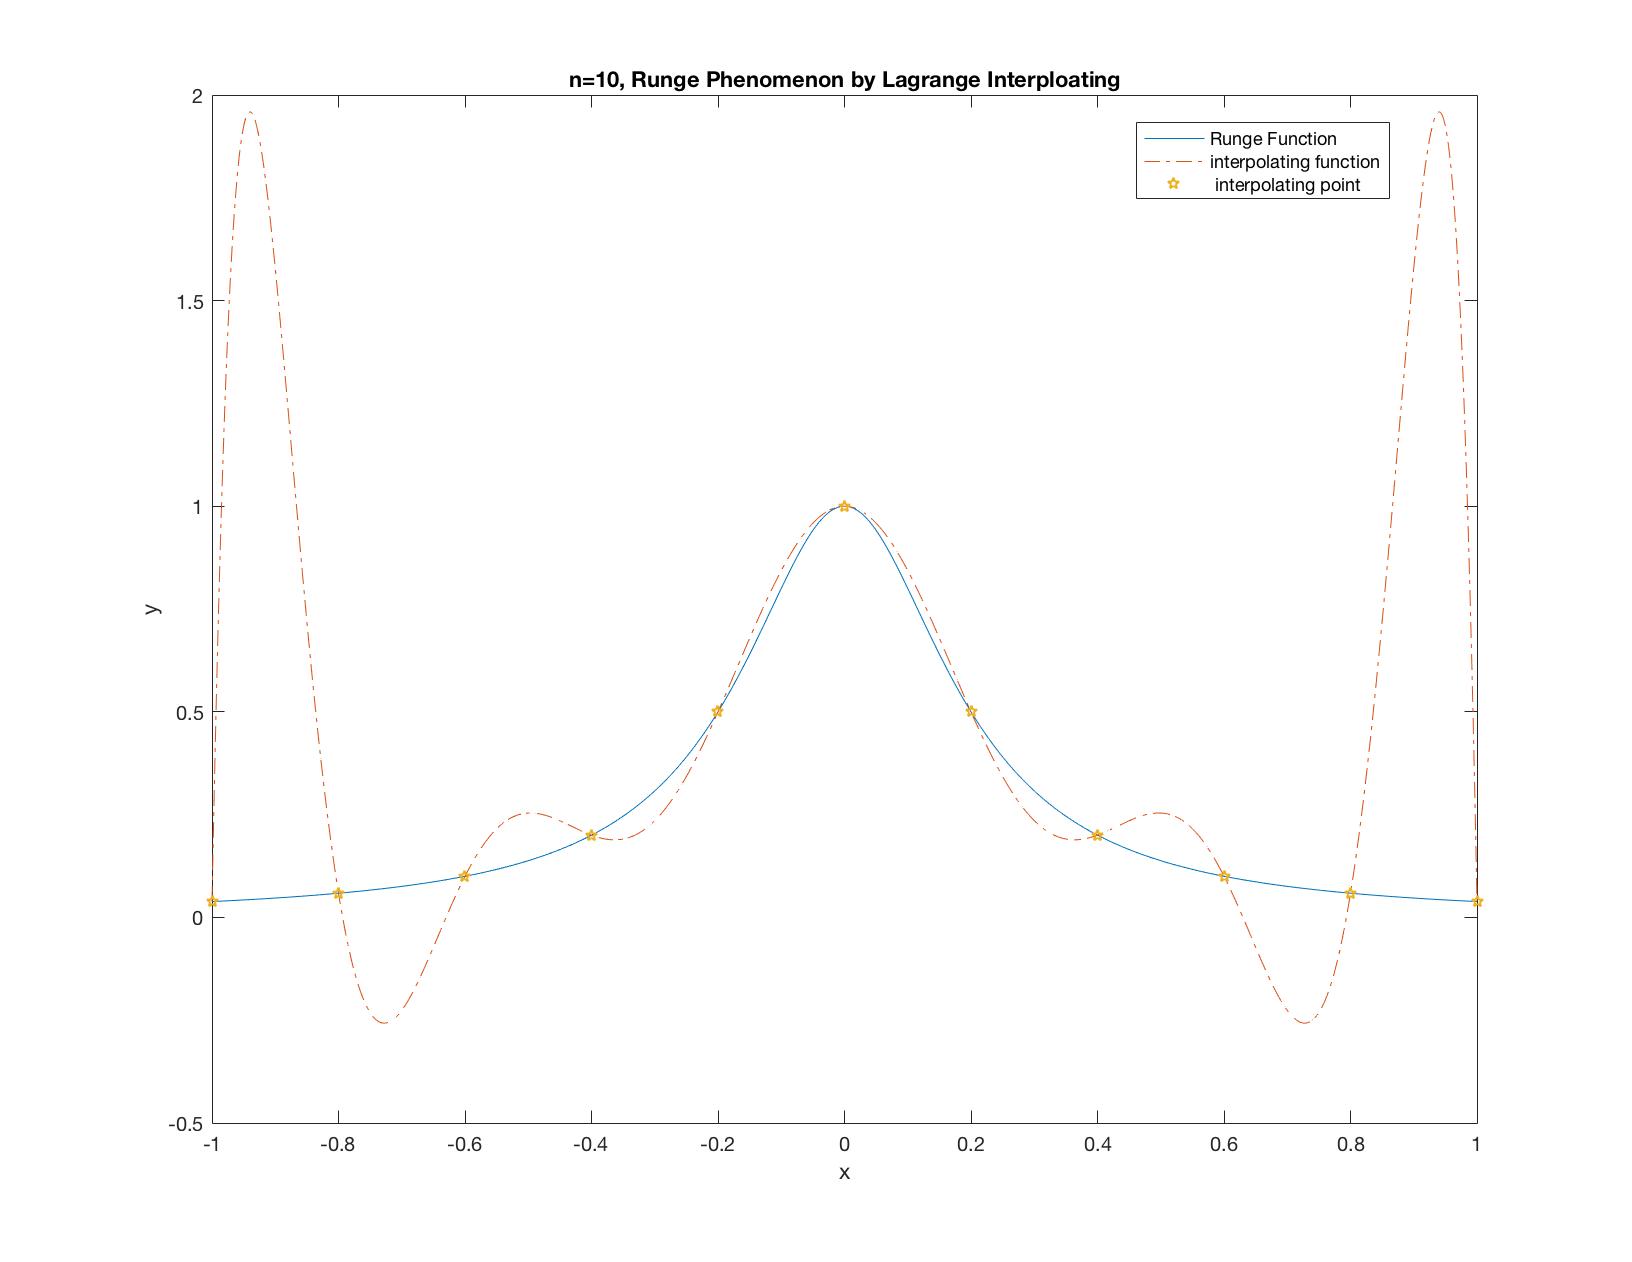 n=10, Runge Phenomenon by Lagrange Interploating
Runge Function
interpolating function
interpolating point
2
1.5
1
0.5
0
-0.5
y
-1 -0.8 -0.6 -0.4 -0.2 0 0.2 0.4 0.6 0.8 1
x